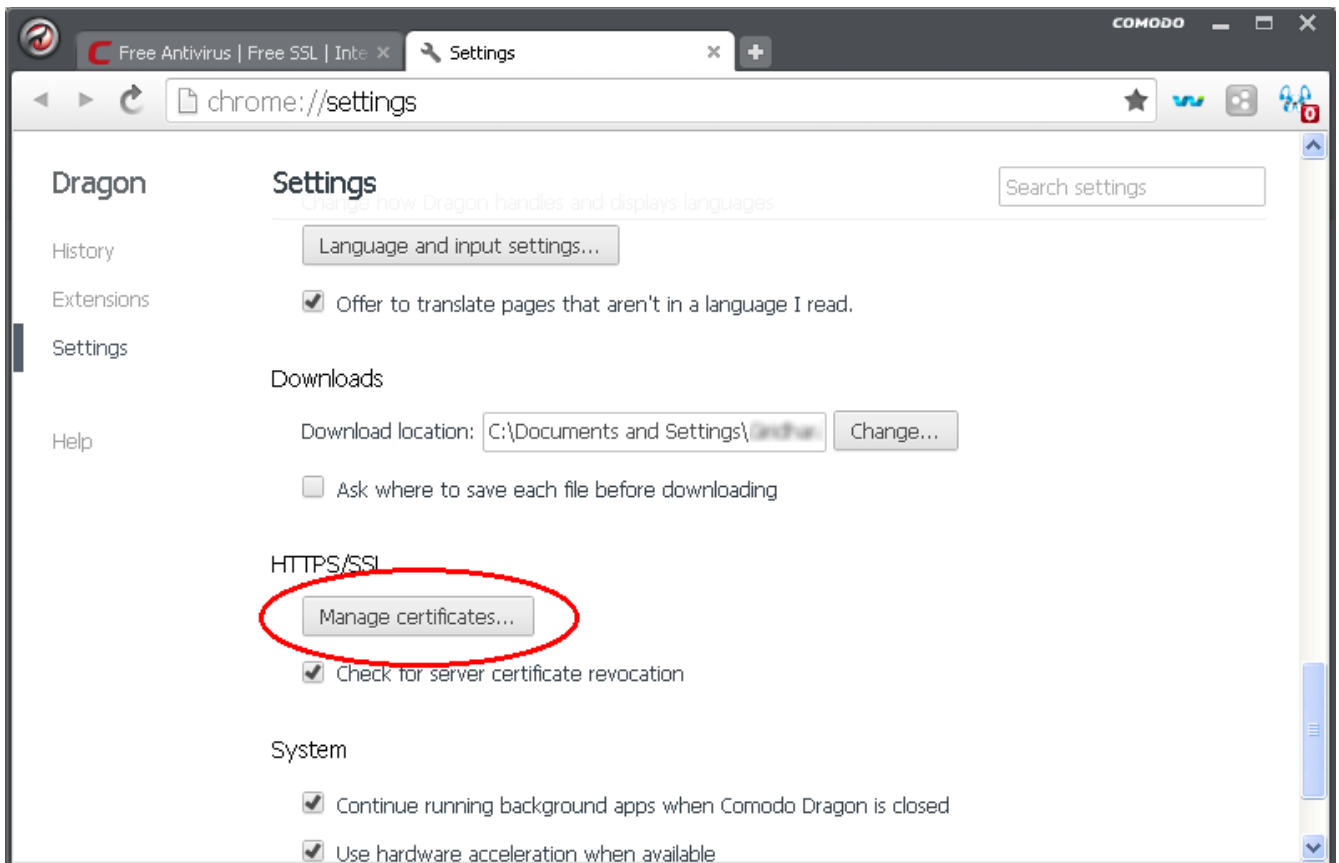 COMODO
Free Antivirus | Free SSL | Inte
Settings
chrome://settings
0
Dragon
Settings
Search settings
Change how Dragon handles and displays languages
History
Language and input settings...
Extensions
Offer to translate pages that aren't in a language I read.
Settings
Downloads
Help
Download location: C:\Documents and Settings\ Change...
Ask where to save each file before downloading
HTTPS/SSL
Manage certificates...
Check for server certificate revocation
System
Continue running background apps when Comodo Dragon is closed
Use hardware acceleration when available